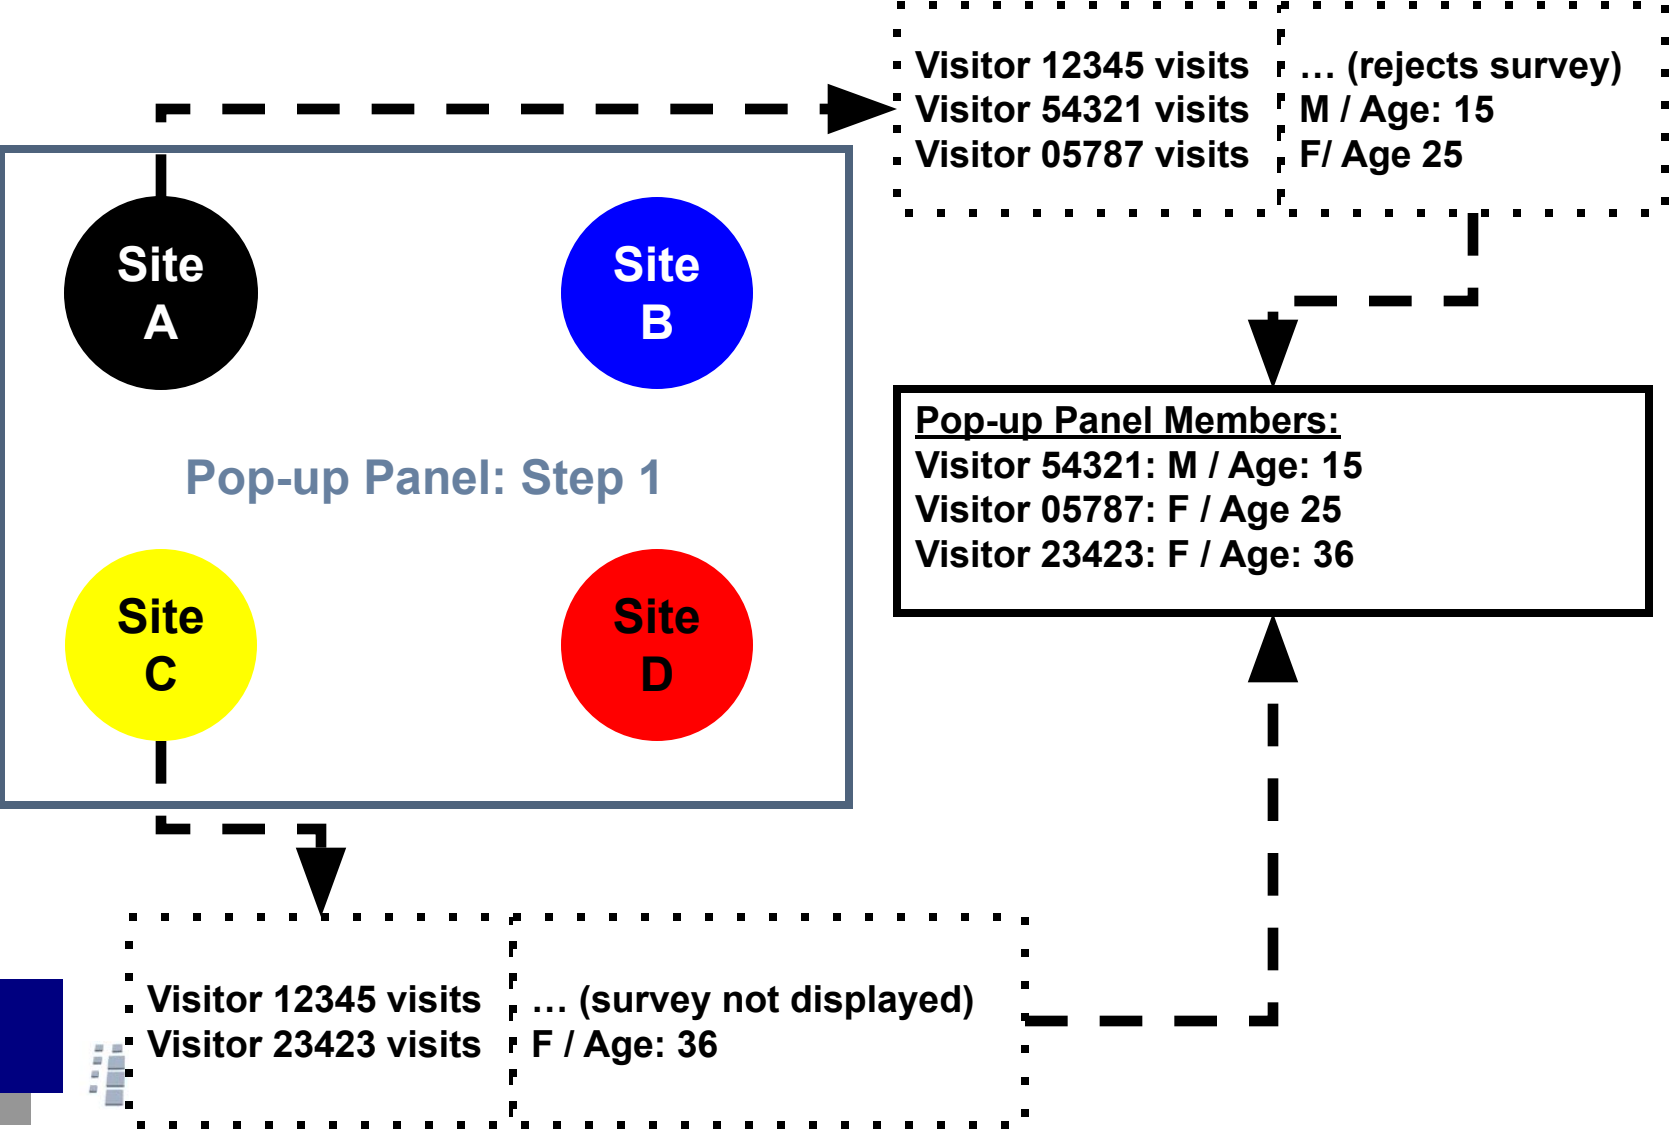 Visitor 12345 visits … (rejects survey)
Visitor 54321 visits M / Age: 15
Visitor 05787 visits F/ Age 25
Site
A
Site
B
Pop-up Panel: Step 1
Site
C
Site
D
Pop-up Panel Members:
Visitor 54321: M / Age: 15
Visitor 05787: F / Age 25
Visitor 23423: F / Age: 36
Visitor 12345 visits … (survey not displayed)
Visitor 23423 visits F / Age: 36